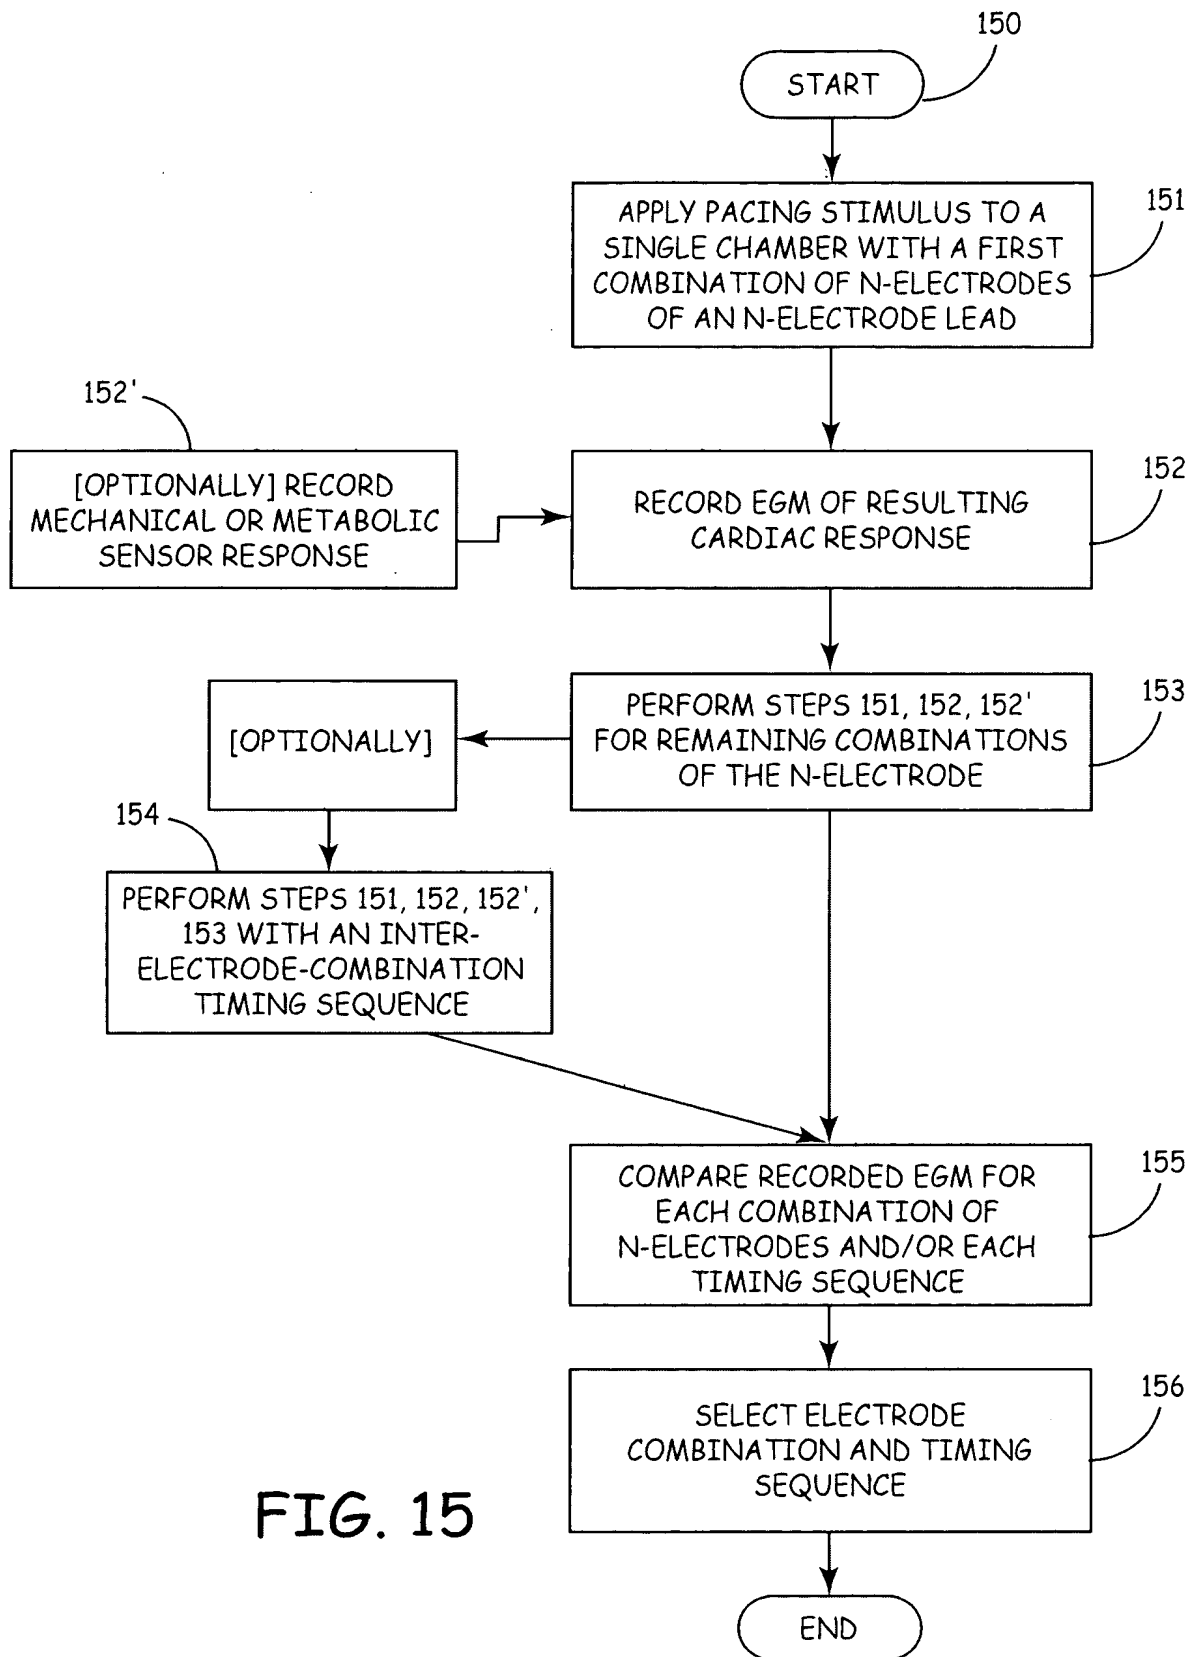 150
START
151
APPLY PACING STIMULUS TO A
SINGLE CHAMBER WITH A FIRST
COMBINATION OF N-ELECTRODES
OF AN N-ELECTRODE LEAD
152'
[OPTIONALLY] RECORD
MECHANICAL OR METABOLIC
SENSOR RESPONSE
152
RECORD EGM OF RESULTING
CARDIAC RESPONSE
153
PERFORM STEPS 151, 152, 152'
FOR REMAINING COMBINATIONS
OF THE N-ELECTRODE
[OPTIONALLY]
154
PERFORM STEPS 151, 152, 152',
153 WITH AN INTER-
ELECTRODE-COMBINATION
TIMING SEQUENCE
155
COMPARE RECORDED EGM FOR
EACH COMBINATION OF
N-ELECTRODES AND/OR EACH
TIMING SEQUENCE
156
SELECT ELECTRODE
COMBINATION AND TIMING
SEQUENCE
FIG. 15
END